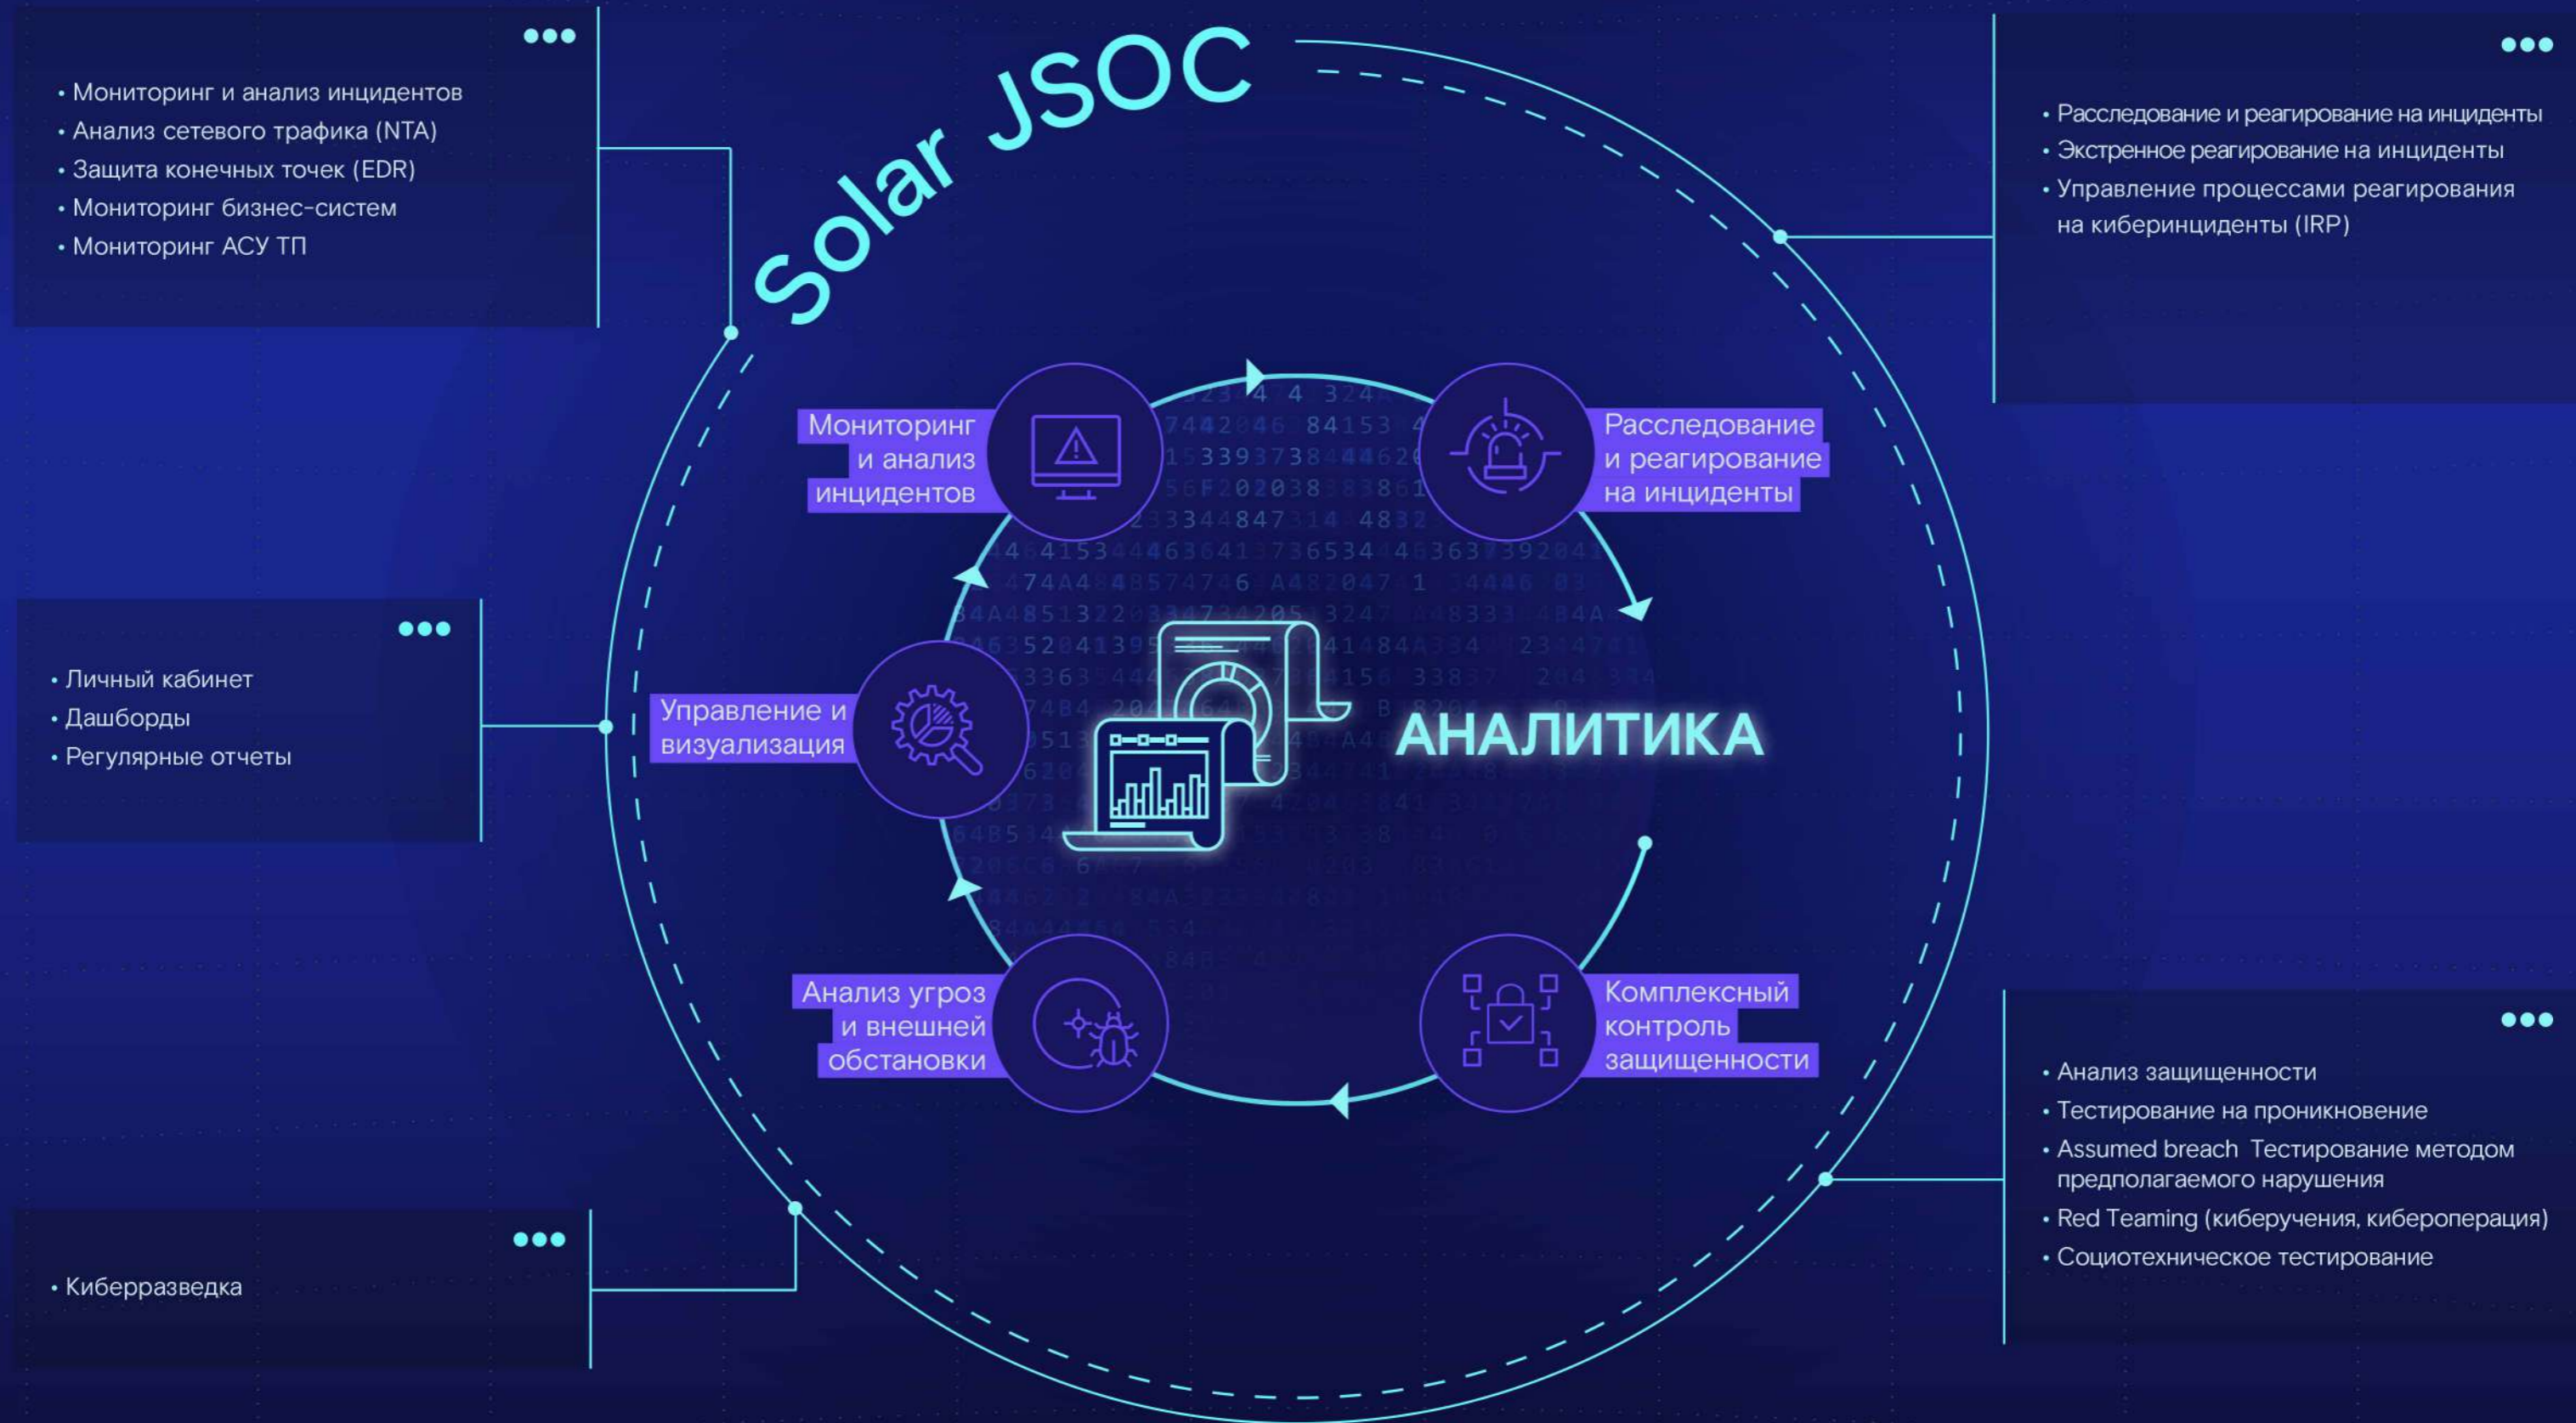 Solar JSOC
• Мониторинг и анализ инцидентов
• Анализ сетевого трафика (NTA)
• Защита конечных точек (EDR)
• Мониторинг бизнес-систем
• Мониторинг АСУ ТП
• Расследование и реагирование на инциденты
• Экстренное реагирование на инциденты
• Управление процессами реагирования
на киберинциденты (IRP)
Мониторинг
и анализ
инцидентов
Расследование
и реагирование
на инциденты
• Личный кабинет
• Дашборды
• Регулярные отчеты
Управление и
визуализация
АНАЛИТИКА
Анализ угроз
и внешней
обстановки
Комплексный
контроль
защищенности
• Киберразведка
• Анализ защищенности
• Тестирование на проникновение
• Assumed breach Тестирование методом
предполагаемого нарушения
• Red Teaming (киберучения, кибероперация)
• Социотехническое тестирование